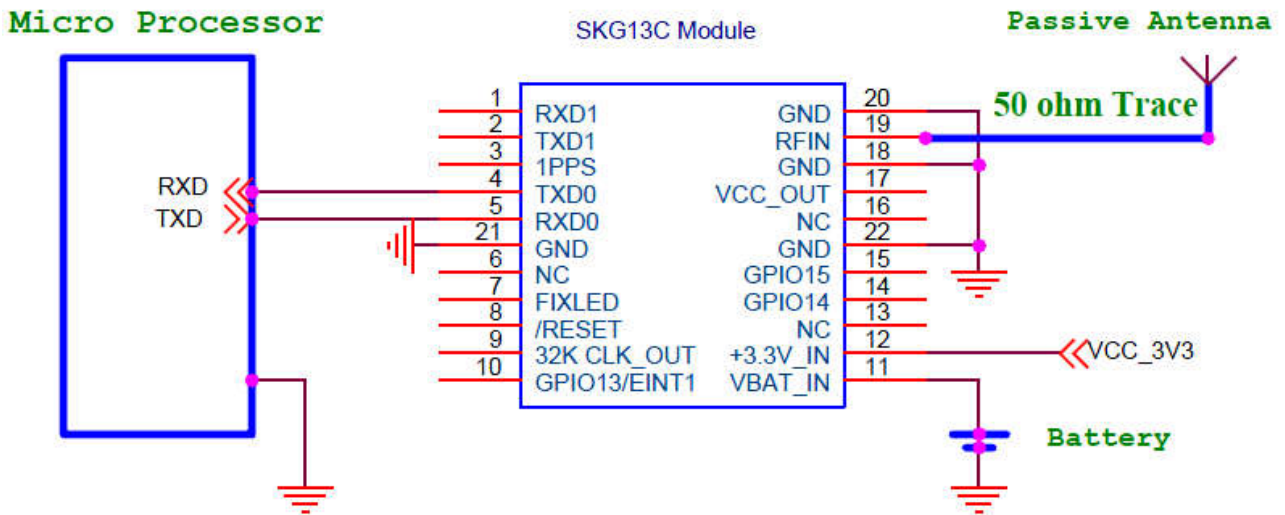 Micro Processor
SKG13C Module
Passive Antenna
50 ohm Trace
RXD
TXD
1 RXD1
2 TXD1
3 1PPS
4 TXD0
5 RXD0
21 GND
6 NC
7 FIXLED
8 /RESET
9 32K CLK_OUT
10 GPIO13/EINT1
GND 20
RFIN 19
GND 18
VCC_OUT 17
NC 16
GND 22
GPIO15 15
GPIO14 14
NC 13
+3.3V_IN 12
VBAT_IN 11
VCC_3V3
Battery